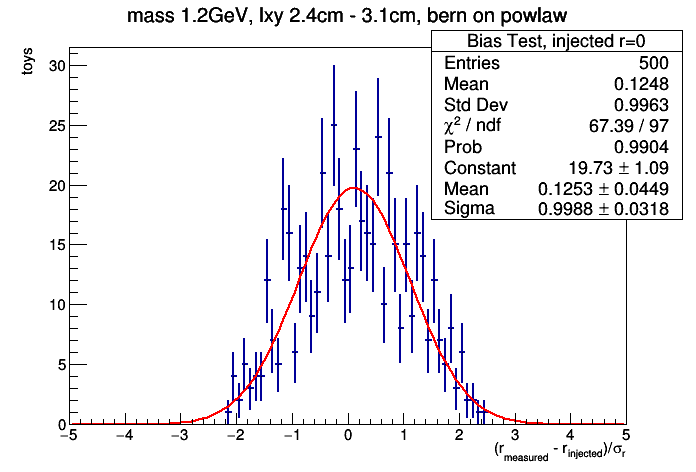 mass 1.2GeV, lxy 2.4cm - 3.1cm, bern on powlaw
Bias Test, injected r=0
Entries 500
Mean 0.1248
Std Dev 0.9963
χ² / ndf 67.39 / 97
Prob 0.9904
Constant 19.73 ± 1.09
Mean 0.1253 ± 0.0449
Sigma 0.9988 ± 0.0318
toys
30
25
20
15
10
5
0
−5 −4 −3 −2 −1 0 1 2 3 4 5
(r_measured - r_injected)/σ_r